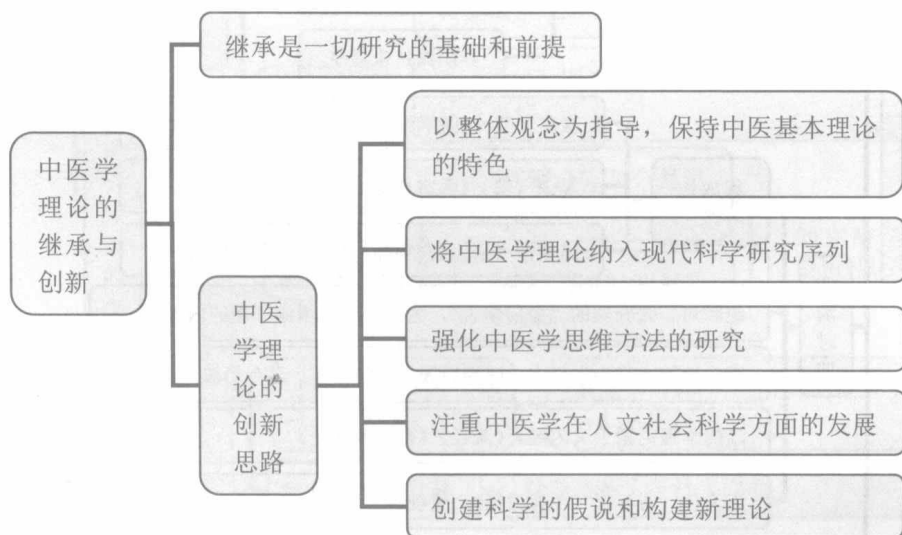 继承是一切研究的基础和前提
中医学
理论的
继承与
创新
中医
学理
论的
创新
思路
以整体观念为指导，保持中医基本理论
的特色
将中医学理论纳入现代科学研究序列
强化中医学思维方法的研究
注重中医学在人文社会科学方面的发展
创建科学的假说和构建新理论